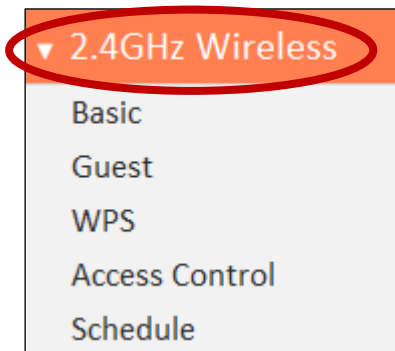 2.4GHz Wireless
Basic
Guest
WPS
Access Control
Schedule